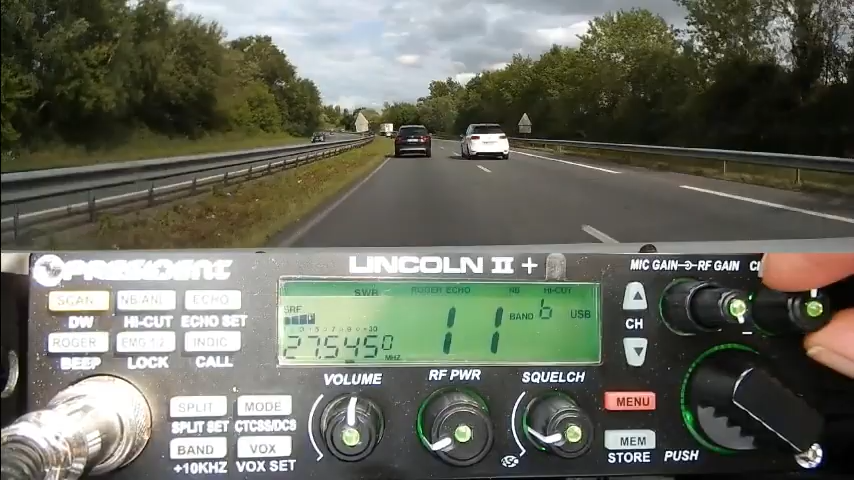 PRESIDENT LINCOLN II + MIC GAIN RF GAIN C
SCAN NB ANL ECHO
DW HI-CUT ECHO SET
ROGER EMG 1/2 INDIC
BEEP LOCK CALL
SWR ROGER ECHO NB HI-CUT
SRF
11 BAND b USB
27.5450 MHz
CH
VOLUME RF PWR SQUELCH
MENU
SPLIT MODE
SPLIT SET CTCSS/DCS
BAND VOX
+10KHZ VOX SET
MEM
STORE PUSH